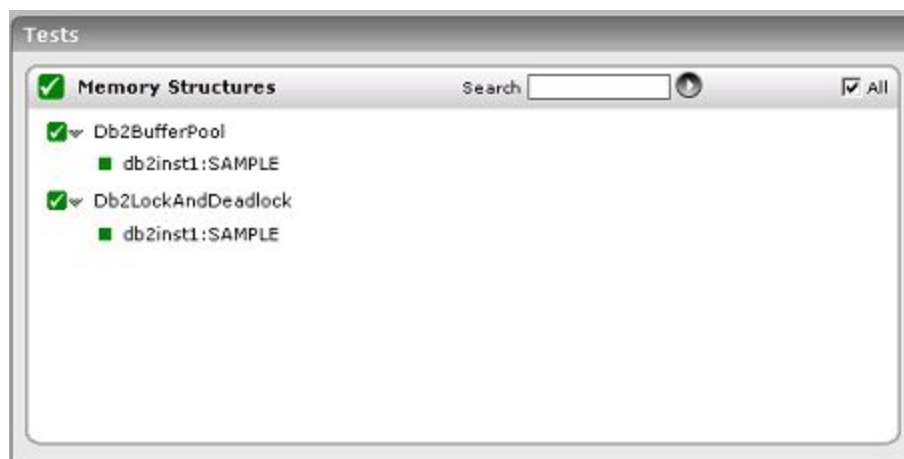 Tests
Memory Structures Search All
Db2BufferPool
db2inst1:SAMPLE
Db2LockAndDeadlock
db2inst1:SAMPLE